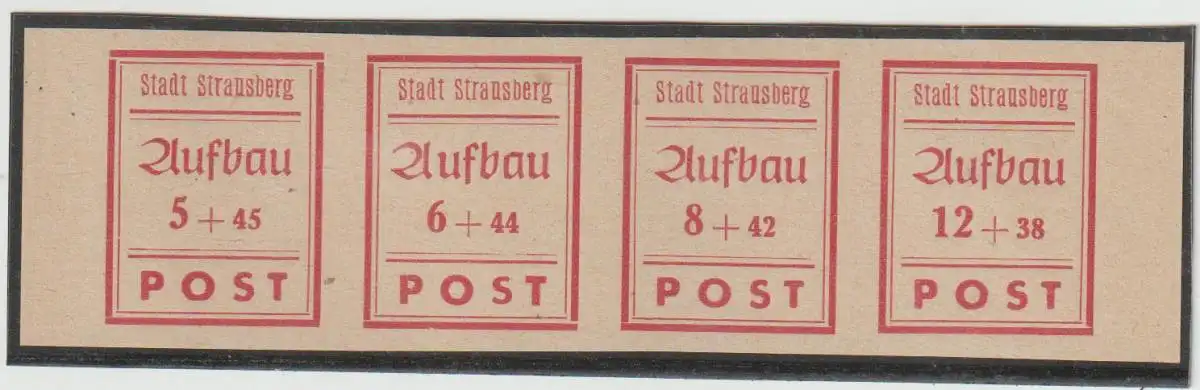 Stadt Strausberg
Aufbau
5 + 45
POST
Stadt Strausberg
Aufbau
6 + 44
POST
Stadt Strausberg
Aufbau
8 + 42
POST
Stadt Strausberg
Aufbau
12 + 38
POST